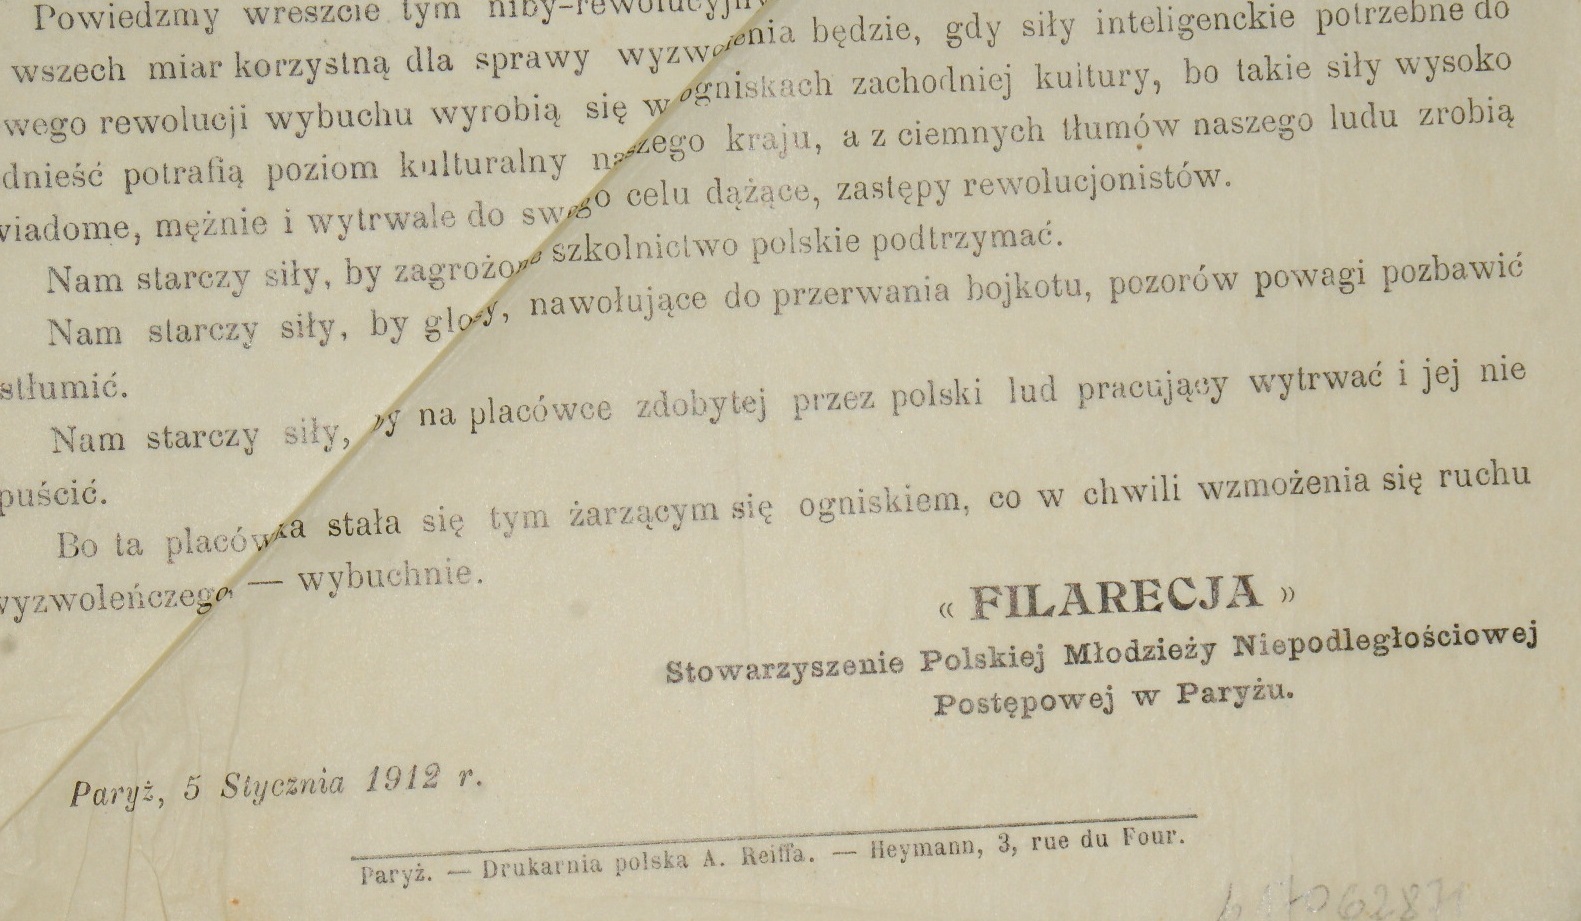 Powiedzmy wreszcie tym niby-rewolucyjny
wszech miar korzystną dla sprawy wyzwolenia będzie, gdy siły inteligenckie potrzebne do
wego rewolucji wybuchu wyrobią się w ogniskach zachodniej kultury, bo takie siły wysoko
dnieść potrafią poziom kulturalny naszego kraju, a z ciemnych tłumów naszego ludu zrobią
wiadome, mężnie i wytrwale do swego celu dążące, zastępy rewolucjonistów.
Nam starczy siły, by zagrożone szkolnictwo polskie podtrzymać.
Nam starczy siły, by głosy, nawołujące do przerwania bojkotu, pozorów powagi pozbawić
stłumić.
Nam starczy siły, by na placówce zdobytej przez polski lud pracujący wytrwać i jej nie
puścić.
Bo ta placówka stała się tym żarzącym się ogniskiem, co w chwili wzmożenia się ruchu
wyzwoleńczego, — wybuchnie.
« FILARECJA »
Stowarzyszenie Polskiej Młodzieży Niepodległościowej
Postępowej w Paryżu.
Paryż, 5 Stycznia 1912 r.
Paryż. — Drukarnia polska A. Reiffa. — Heymann, 3, rue du Four.